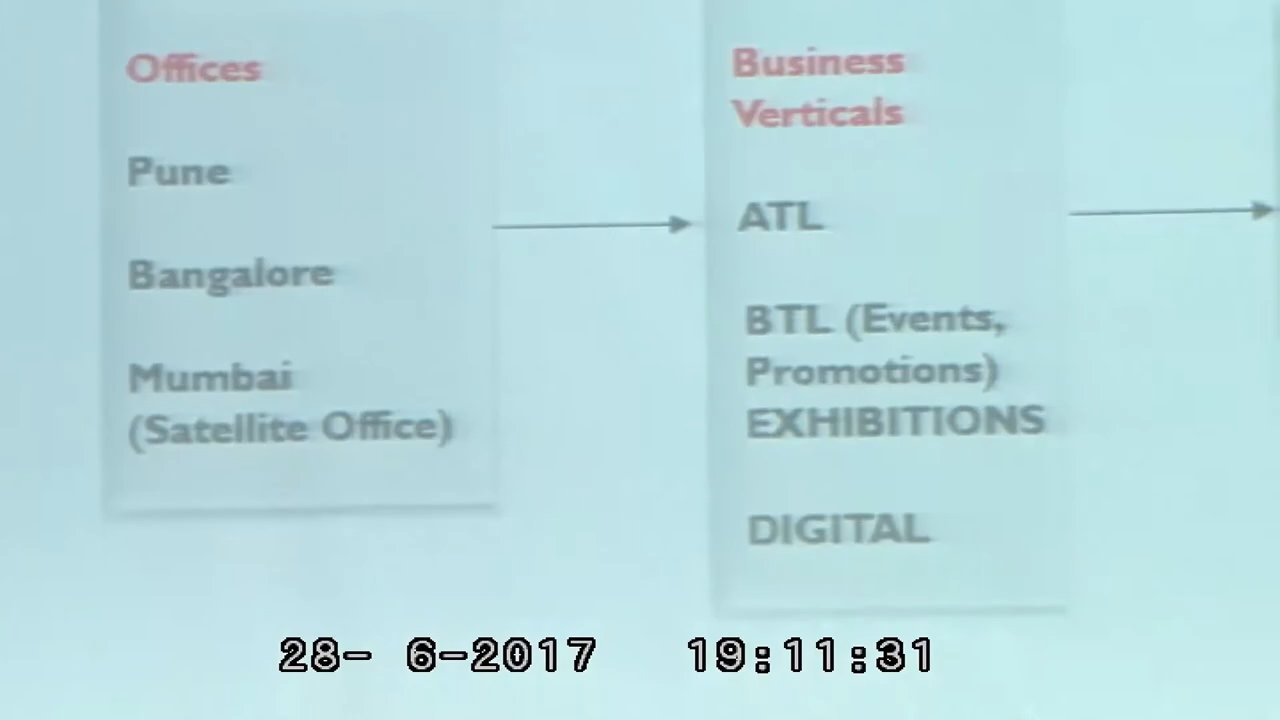 Offices
Pune
Bangalore
Mumbai
(Satellite Office)
Business
Verticals
ATL
BTL (Events,
Promotions)
EXHIBITIONS
DIGITAL
28- 6-2017 19:11:31